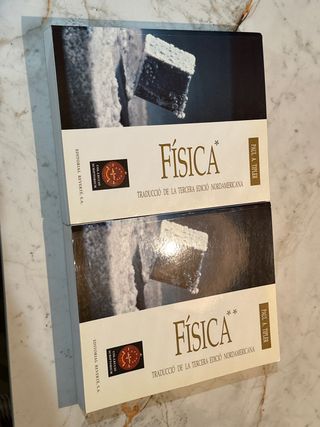 FÍSICA*
TRADUCCIÓ DE LA TERCERA EDICIÓ NORDAMERICANA
PAUL A. TIPLER
EDITORIAL REVERTÉ, S.A.
FÍSICA**
TRADUCCIÓ DE LA TERCERA EDICIÓ NORDAMERICANA
PAUL A. TIPLER
EDITORIAL REVERTÉ, S.A.